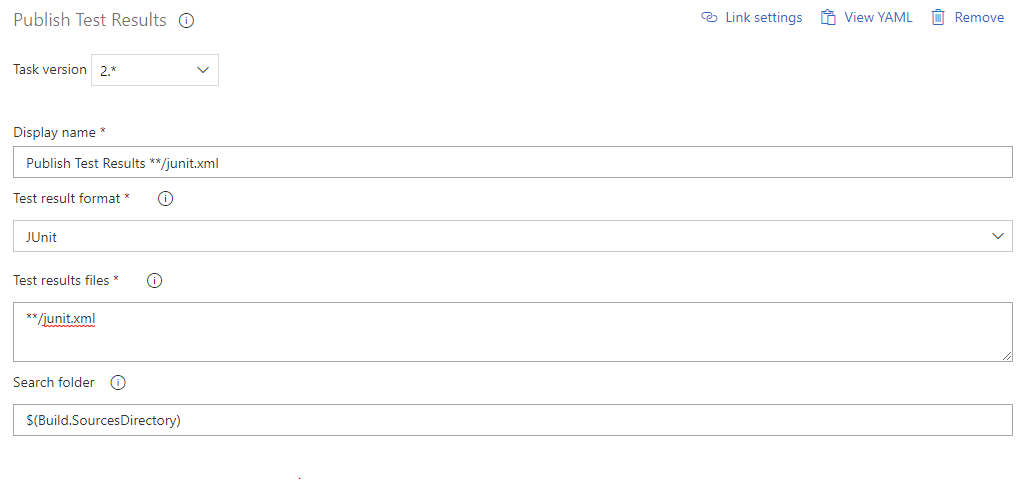 Publish Test Results
Link settings
View YAML
Remove
Task version 2.*
Display name *
Publish Test Results **/junit.xml
Test result format *
JUnit
Test results files *
**/junit.xml
Search folder
$(Build.SourcesDirectory)